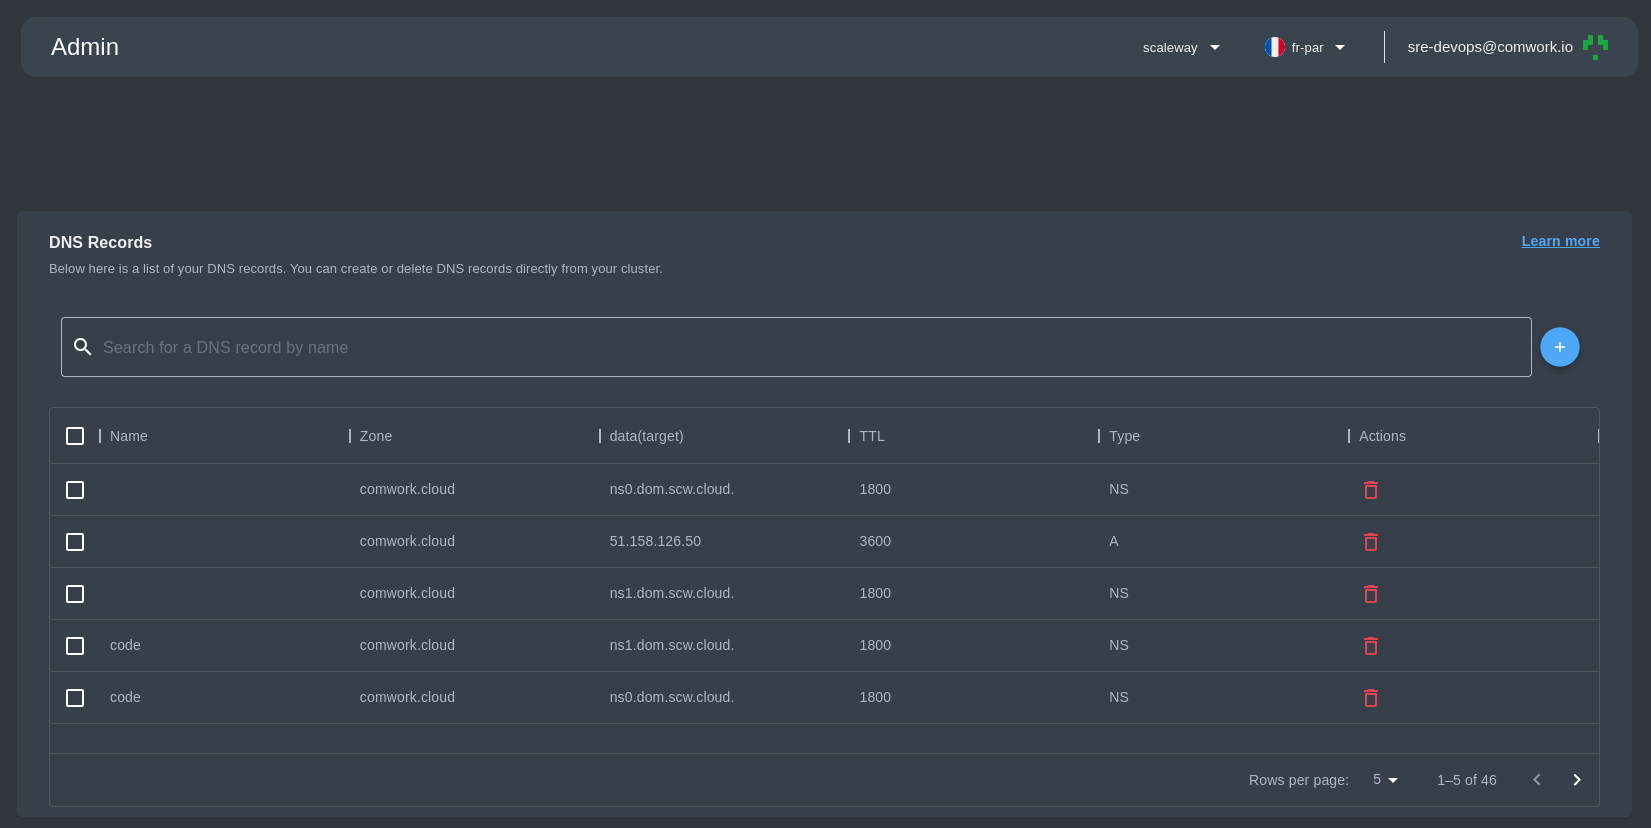 Admin
scaleway
fr-par
sre-devops@comwork.io
DNS Records
Learn more
Below here is a list of your DNS records. You can create or delete DNS records directly from your cluster.
Search for a DNS record by name
+
Name Zone data(target) TTL Type Actions
comwork.cloud ns0.dom.scw.cloud. 1800 NS
comwork.cloud 51.158.126.50 3600 A
comwork.cloud ns1.dom.scw.cloud. 1800 NS
code comwork.cloud ns1.dom.scw.cloud. 1800 NS
code comwork.cloud ns0.dom.scw.cloud. 1800 NS
Rows per page: 5 1–5 of 46